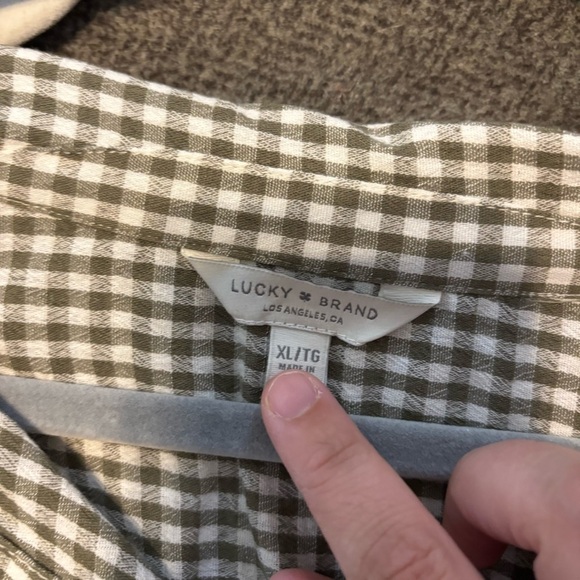 LUCKY BRAND
LOS ANGELES, CA
XL/TG
MADE IN